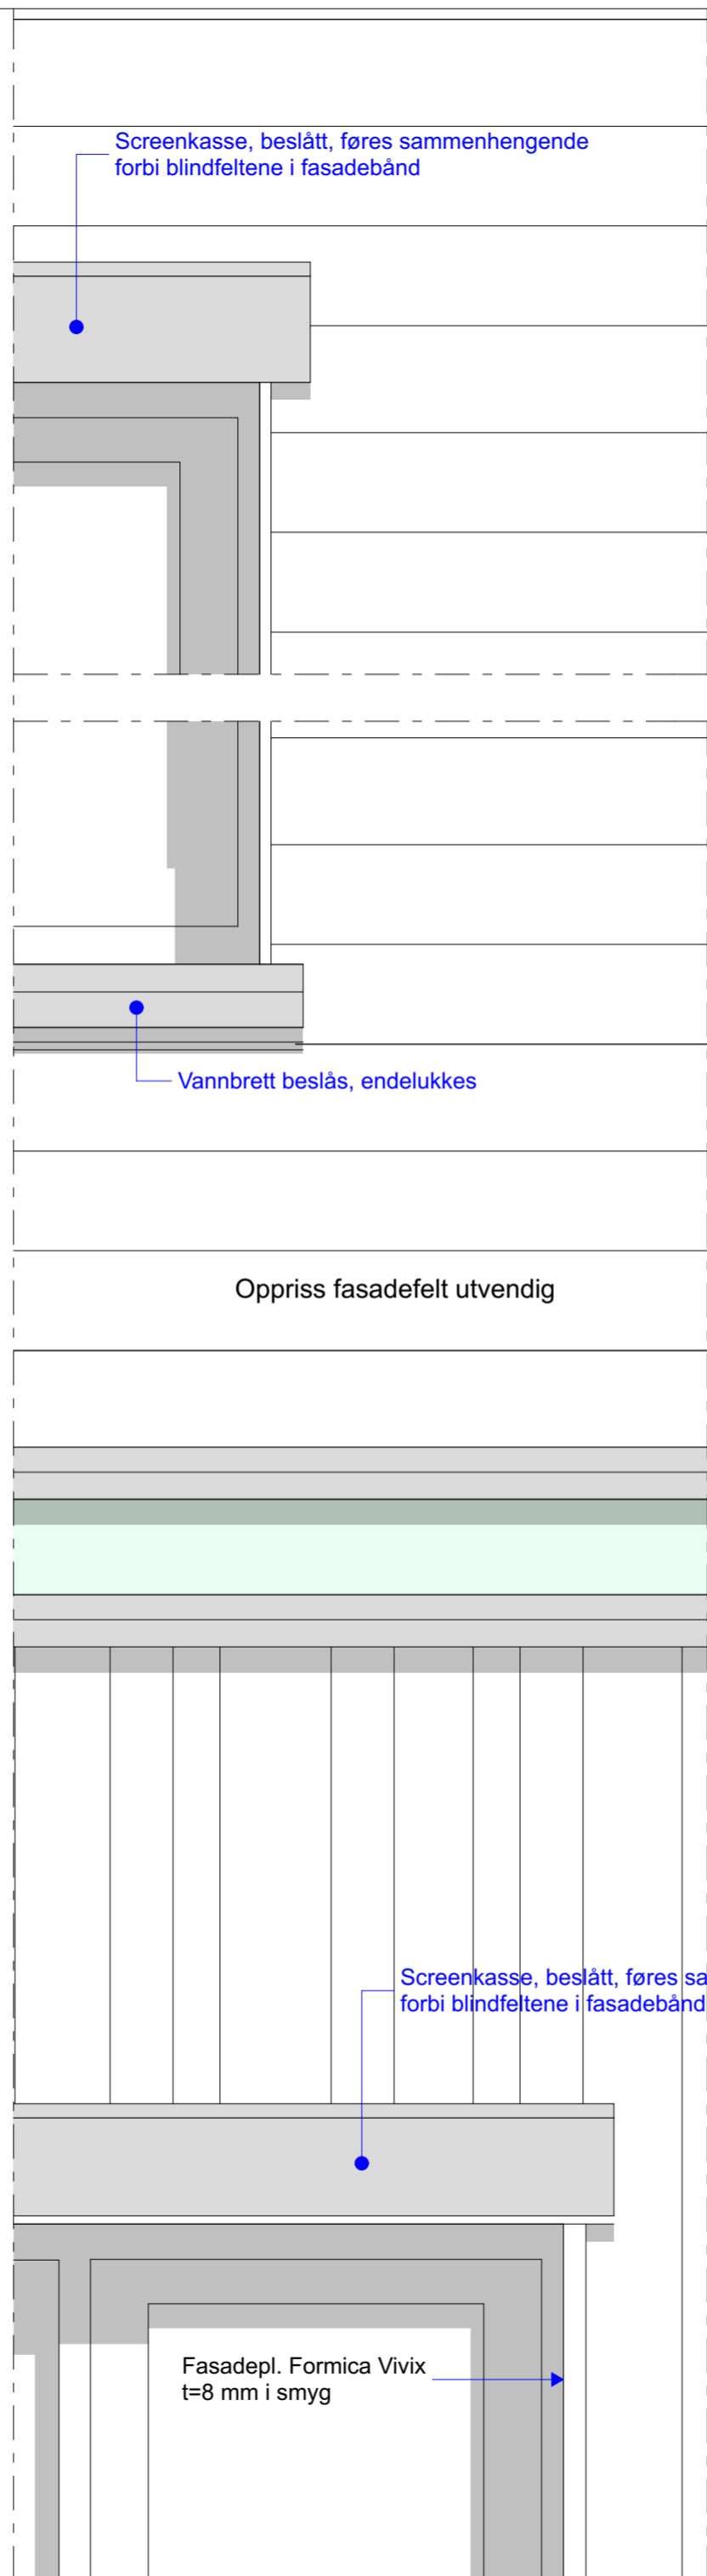 Screenkasse, beslått, føres sammenhengende
forbi blindfeltene i fasadebånd
Vannbrett beslås, endelukkes
Oppriss fasadefelt utvendig
Screenkasse, beslått, føres sa
forbi blindfeltene i fasadebånd
Fasadepl. Formica Vivix
t=8 mm i smyg